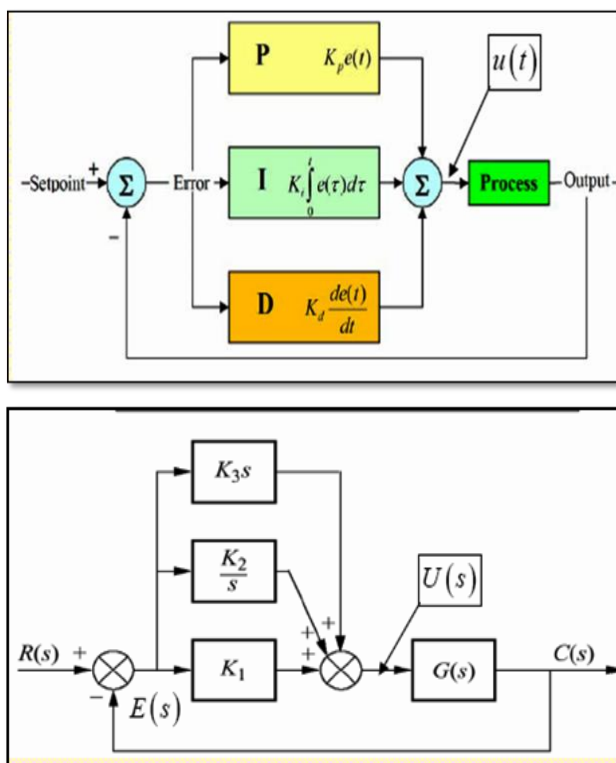 P K_p e(t)
u(t)
Setpoint + Σ Error I K_i ∫_0^t e(τ)dτ Σ Process Output
−
D K_d de(t)/dt
K_3 s
K_2/s
U(s)
+
+
R(s) + K_1 + G(s) C(s)
− E(s)